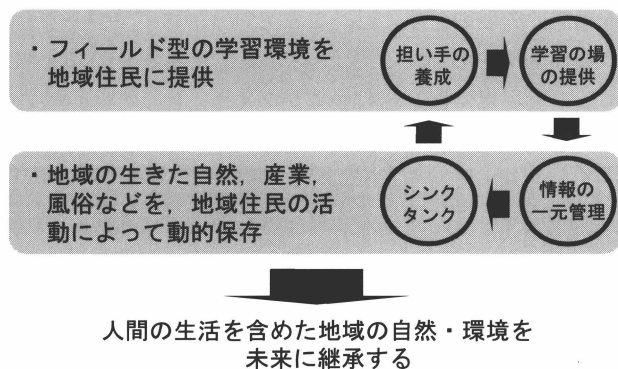 ・フィールド型の学習環境を
地域住民に提供
担い手の
養成
学習の場
の提供
・地域の生きた自然，産業，
風俗などを，地域住民の活
動によって動的保存
シンク
タンク
情報の
一元管理
人間の生活を含めた地域の自然・環境を
未来に継承する